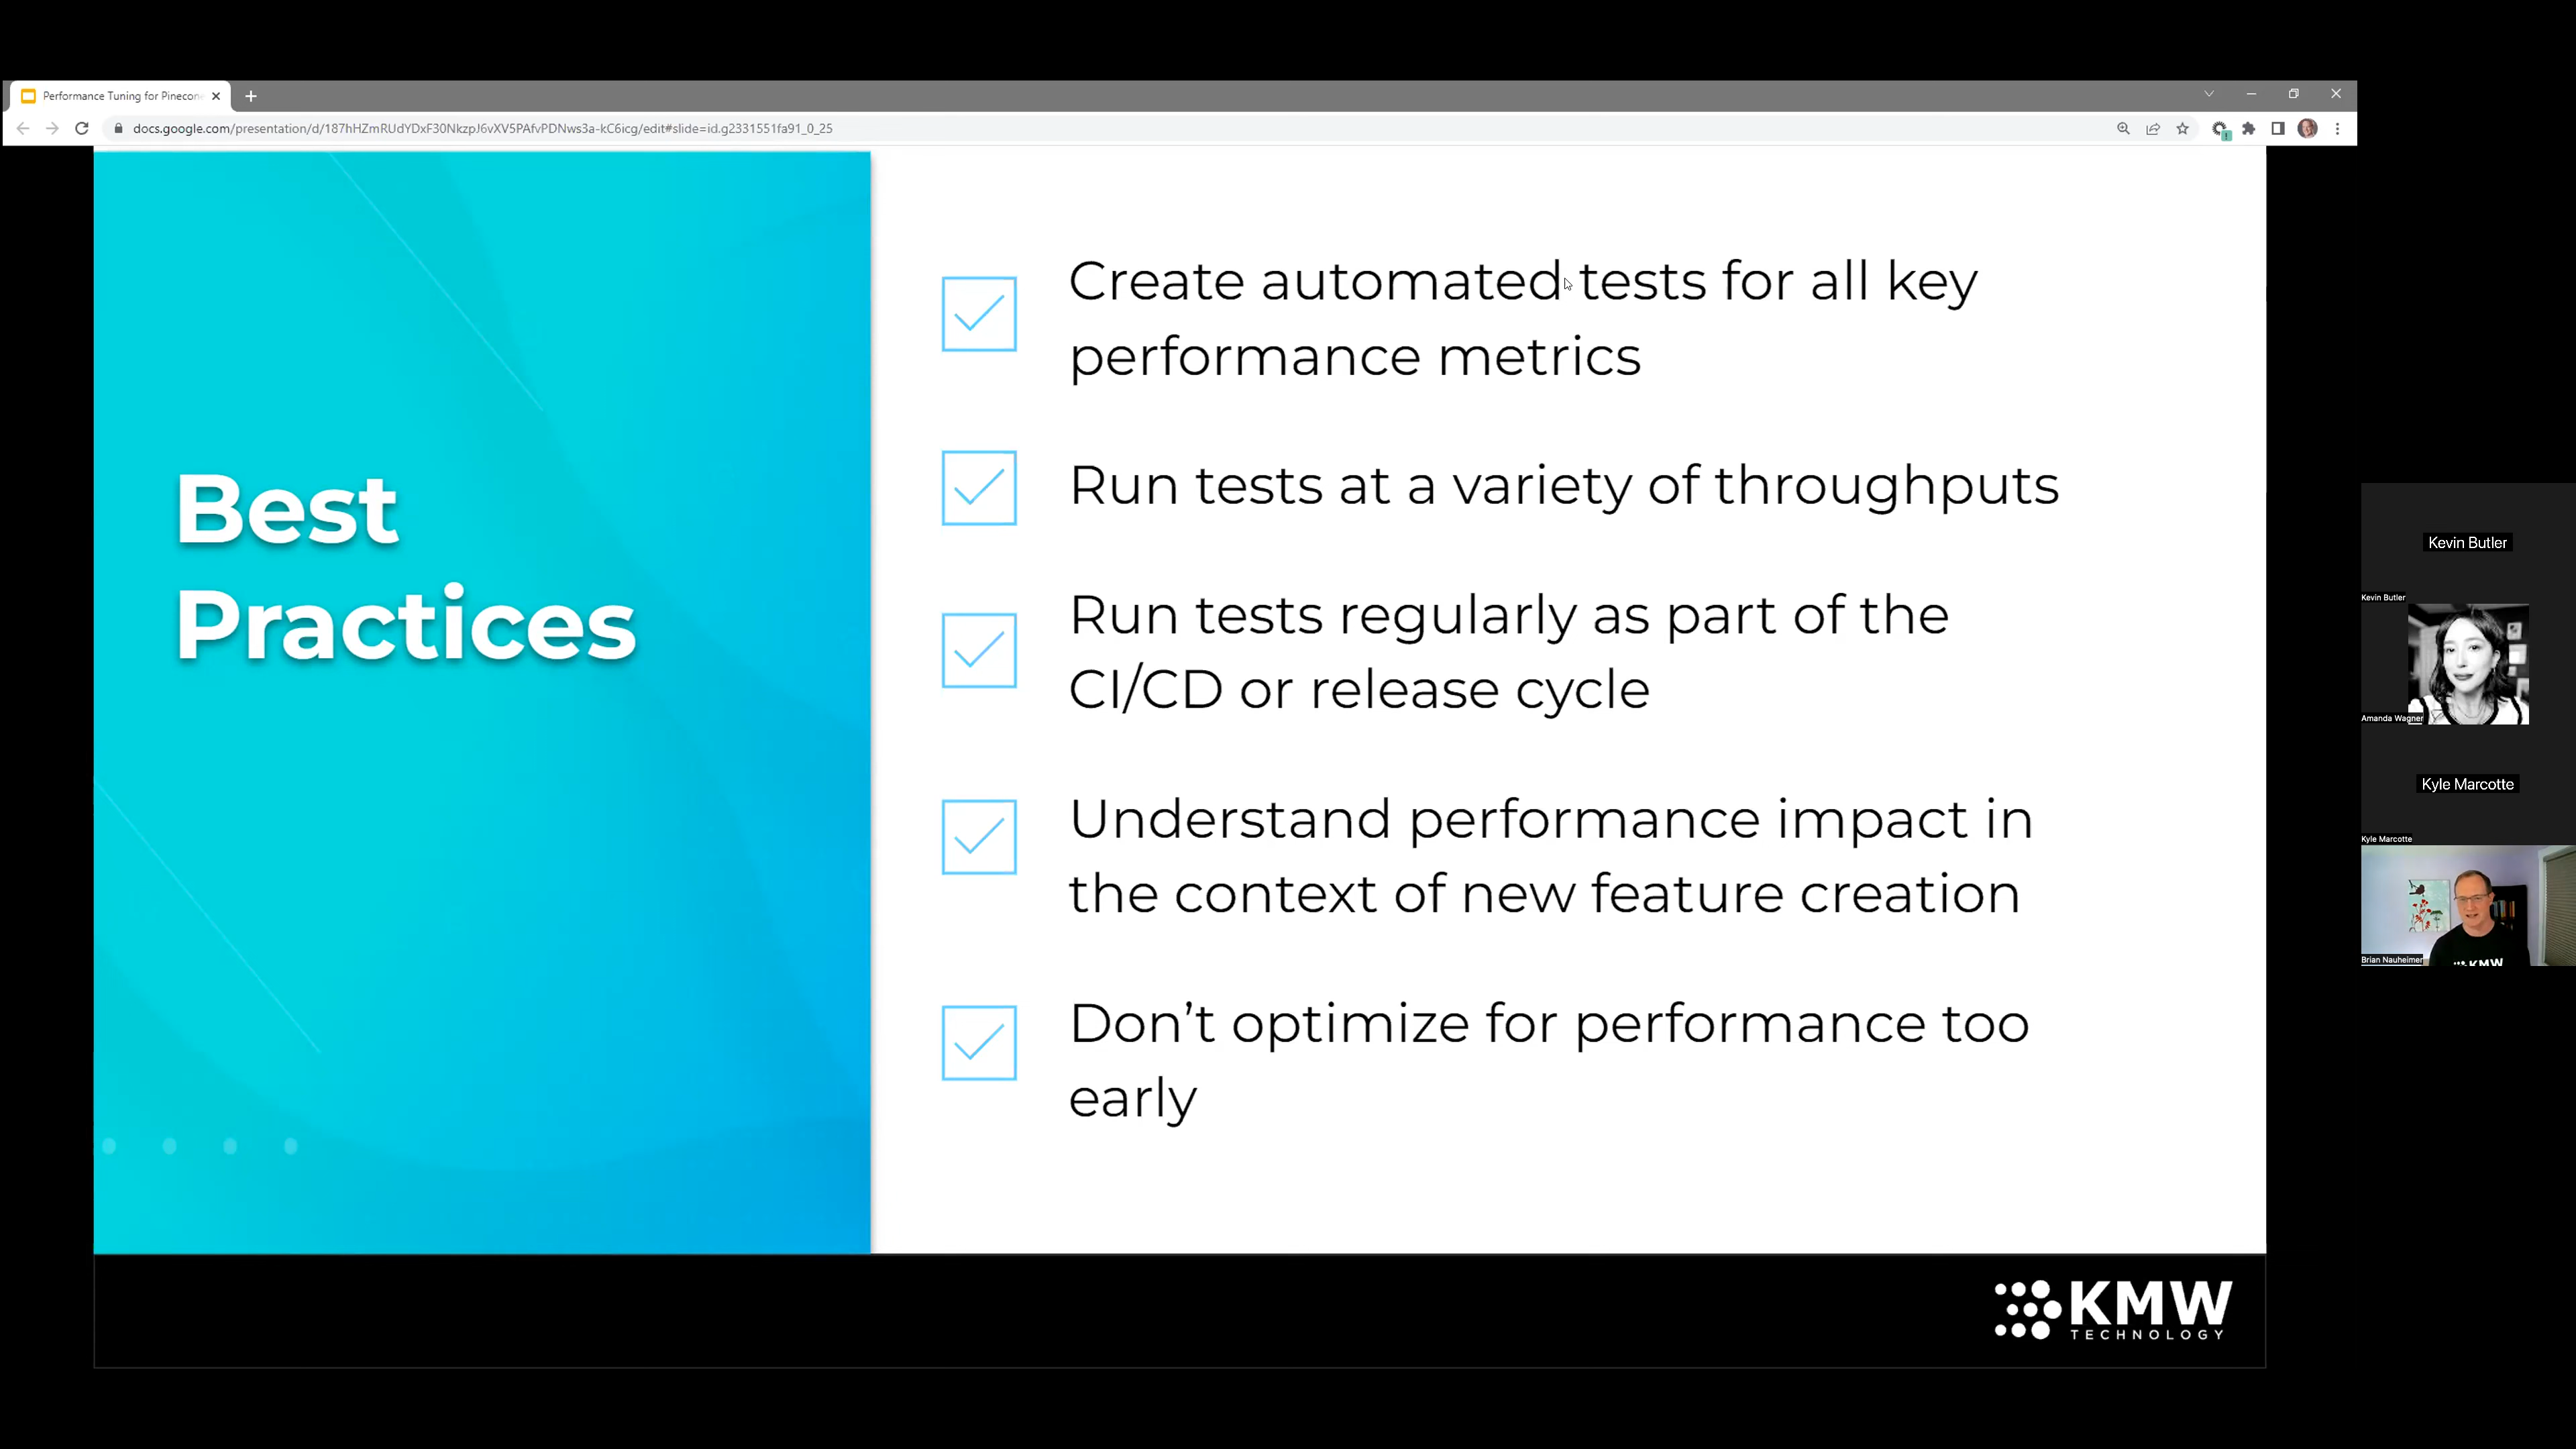 Performance Tuning for Pinecon
docs.google.com/presentation/d/187hHZmRUdYDxF30NkzpJ6vXV5PAfvPDNws3a-kC6icg/edit#slide=id.g2331551fa91_0_25
Best
Practices
Create automated tests for all key
performance metrics
Run tests at a variety of throughputs
Run tests regularly as part of the
CI/CD or release cycle
Understand performance impact in
the context of new feature creation
Don’t optimize for performance too
early
KMW
TECHNOLOGY
Kevin Butler
Kevin Butler
Amanda Wagner
Kyle Marcotte
Kyle Marcotte
KMW
Brian Nauheimer